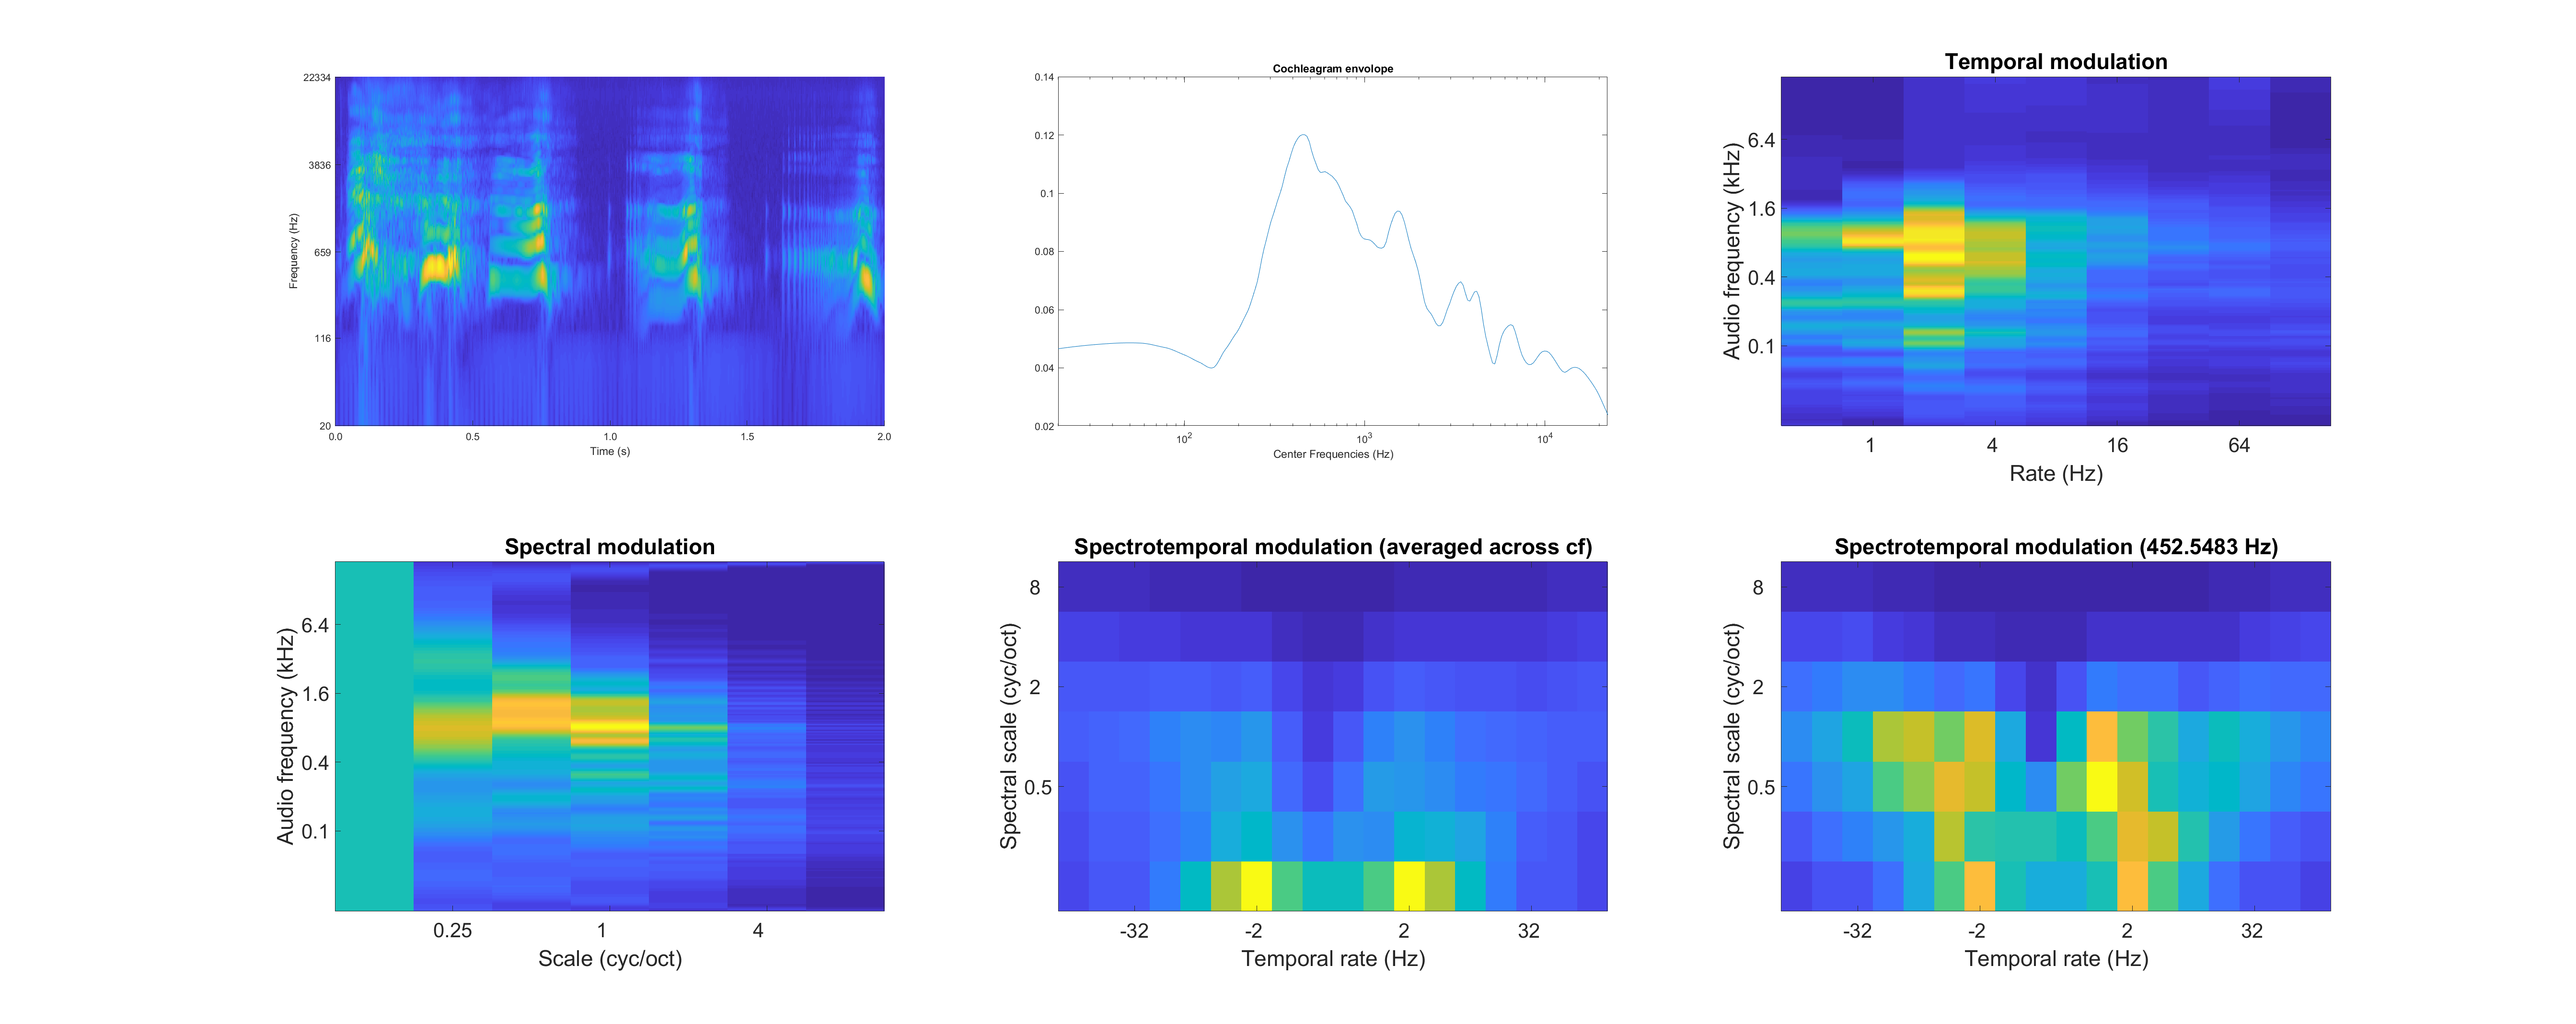 22334
3836
659
116
20
Frequency (Hz)
0.0 0.5 1.0 1.5 2.0
Time (s)
Cochleagram envolope
0.14
0.12
0.1
0.08
0.06
0.04
0.02
10^2 10^3 10^4
Center Frequencies (Hz)
Temporal modulation
6.4
1.6
0.4
0.1
Audio frequency (kHz)
1 4 16 64
Rate (Hz)
Spectral modulation
6.4
1.6
0.4
0.1
Audio frequency (kHz)
0.25 1 4
Scale (cyc/oct)
Spectrotemporal modulation (averaged across cf)
8
2
0.5
Spectral scale (cyc/oct)
-32 -2 2 32
Temporal rate (Hz)
Spectrotemporal modulation (452.5483 Hz)
8
2
0.5
Spectral scale (cyc/oct)
-32 -2 2 32
Temporal rate (Hz)